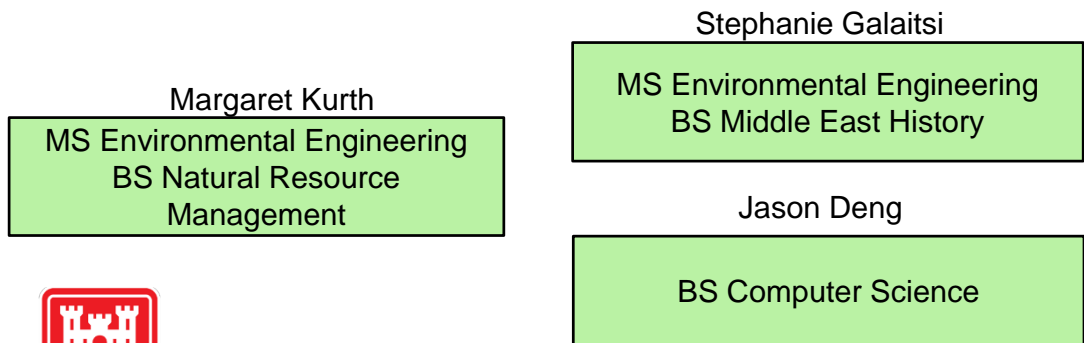 Margaret Kurth
MS Environmental Engineering
BS Natural Resource
Management
Stephanie Galaitsi
MS Environmental Engineering
BS Middle East History
Jason Deng
BS Computer Science